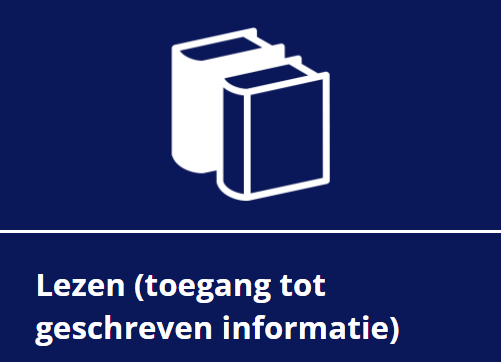 Lezen (toegang tot
geschreven informatie)